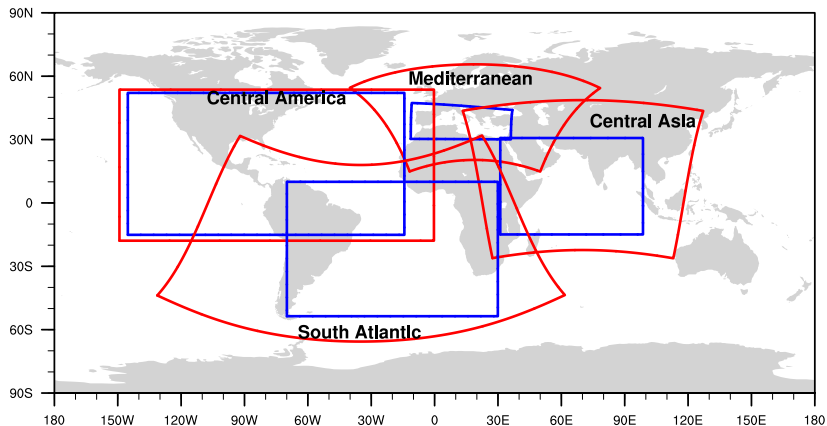 90N
60N
30N
0
30S
60S
90S
Mediterranean
Central America
Central AsIa
South AtlantIc
180 150W 120W 90W 60W 30W 0 30E 60E 90E 120E 150E 180